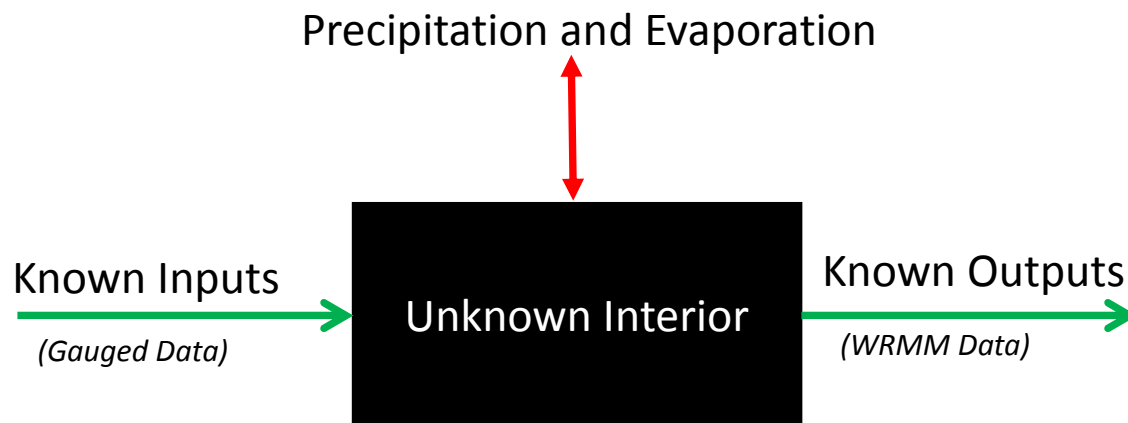 Precipitation and Evaporation
Known Inputs
(Gauged Data)
Unknown Interior
Known Outputs
(WRMM Data)